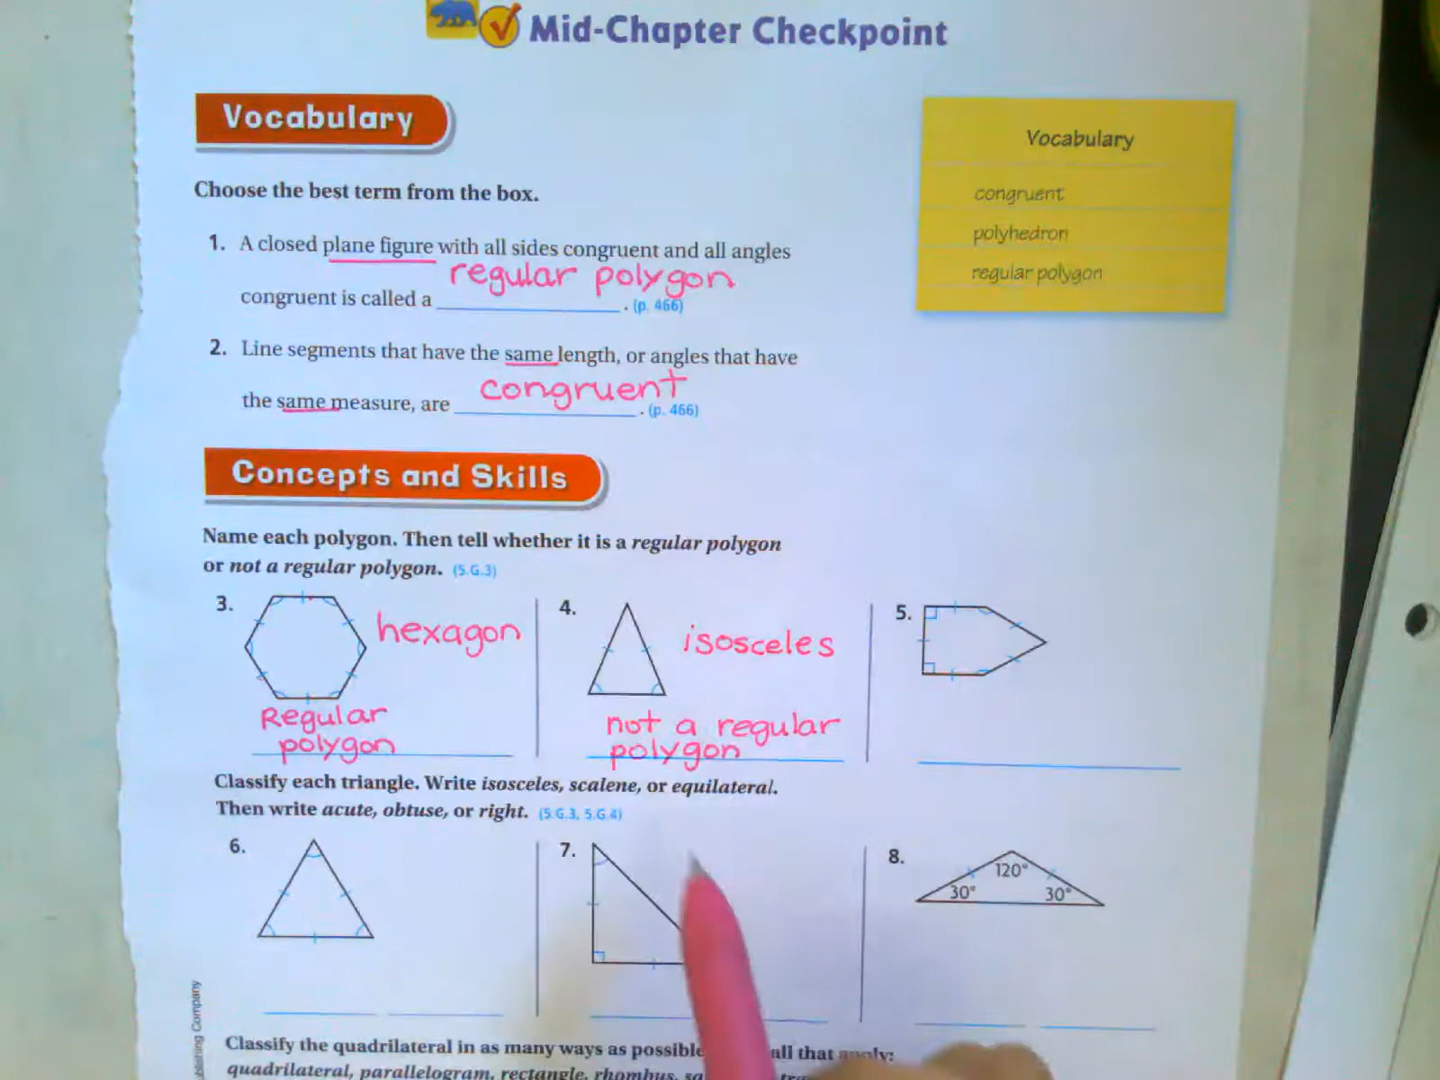 Mid-Chapter Checkpoint
Vocabulary
Vocabulary
congruent
polyhedron
regular polygon
Choose the best term from the box.
1. A closed plane figure with all sides congruent and all angles
regular polygon
congruent is called a . (p. 466)
2. Line segments that have the same length, or angles that have
congruent
the same measure, are . (p. 466)
Concepts and Skills
Name each polygon. Then tell whether it is a regular polygon
or not a regular polygon. (5.G.3)
3. hexagon
Regular
polygon
4. isosceles
not a regular
polygon
5.
Classify each triangle. Write isosceles, scalene, or equilateral.
Then write acute, obtuse, or right. (5.G.3, 5.G.4)
6.
7.
8.
120°
30° 30°
Classify the quadrilateral in as many ways as possible all that apply:
quadrilateral, parallelogram, rectangle, rhombus,
Company